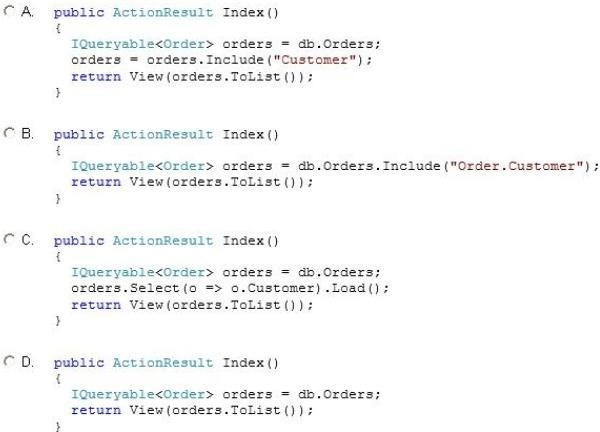 A. public ActionResult Index()
{
IQueryable<Order> orders = db.Orders;
orders = orders.Include("Customer");
return View(orders.ToList());
}
B. public ActionResult Index()
{
IQueryable<Order> orders = db.Orders.Include("Order.Customer");
return View(orders.ToList());
}
C. public ActionResult Index()
{
IQueryable<Order> orders = db.Orders;
orders.Select(o => o.Customer).Load();
return View(orders.ToList());
}
D. public ActionResult Index()
{
IQueryable<Order> orders = db.Orders;
return View(orders.ToList());
}